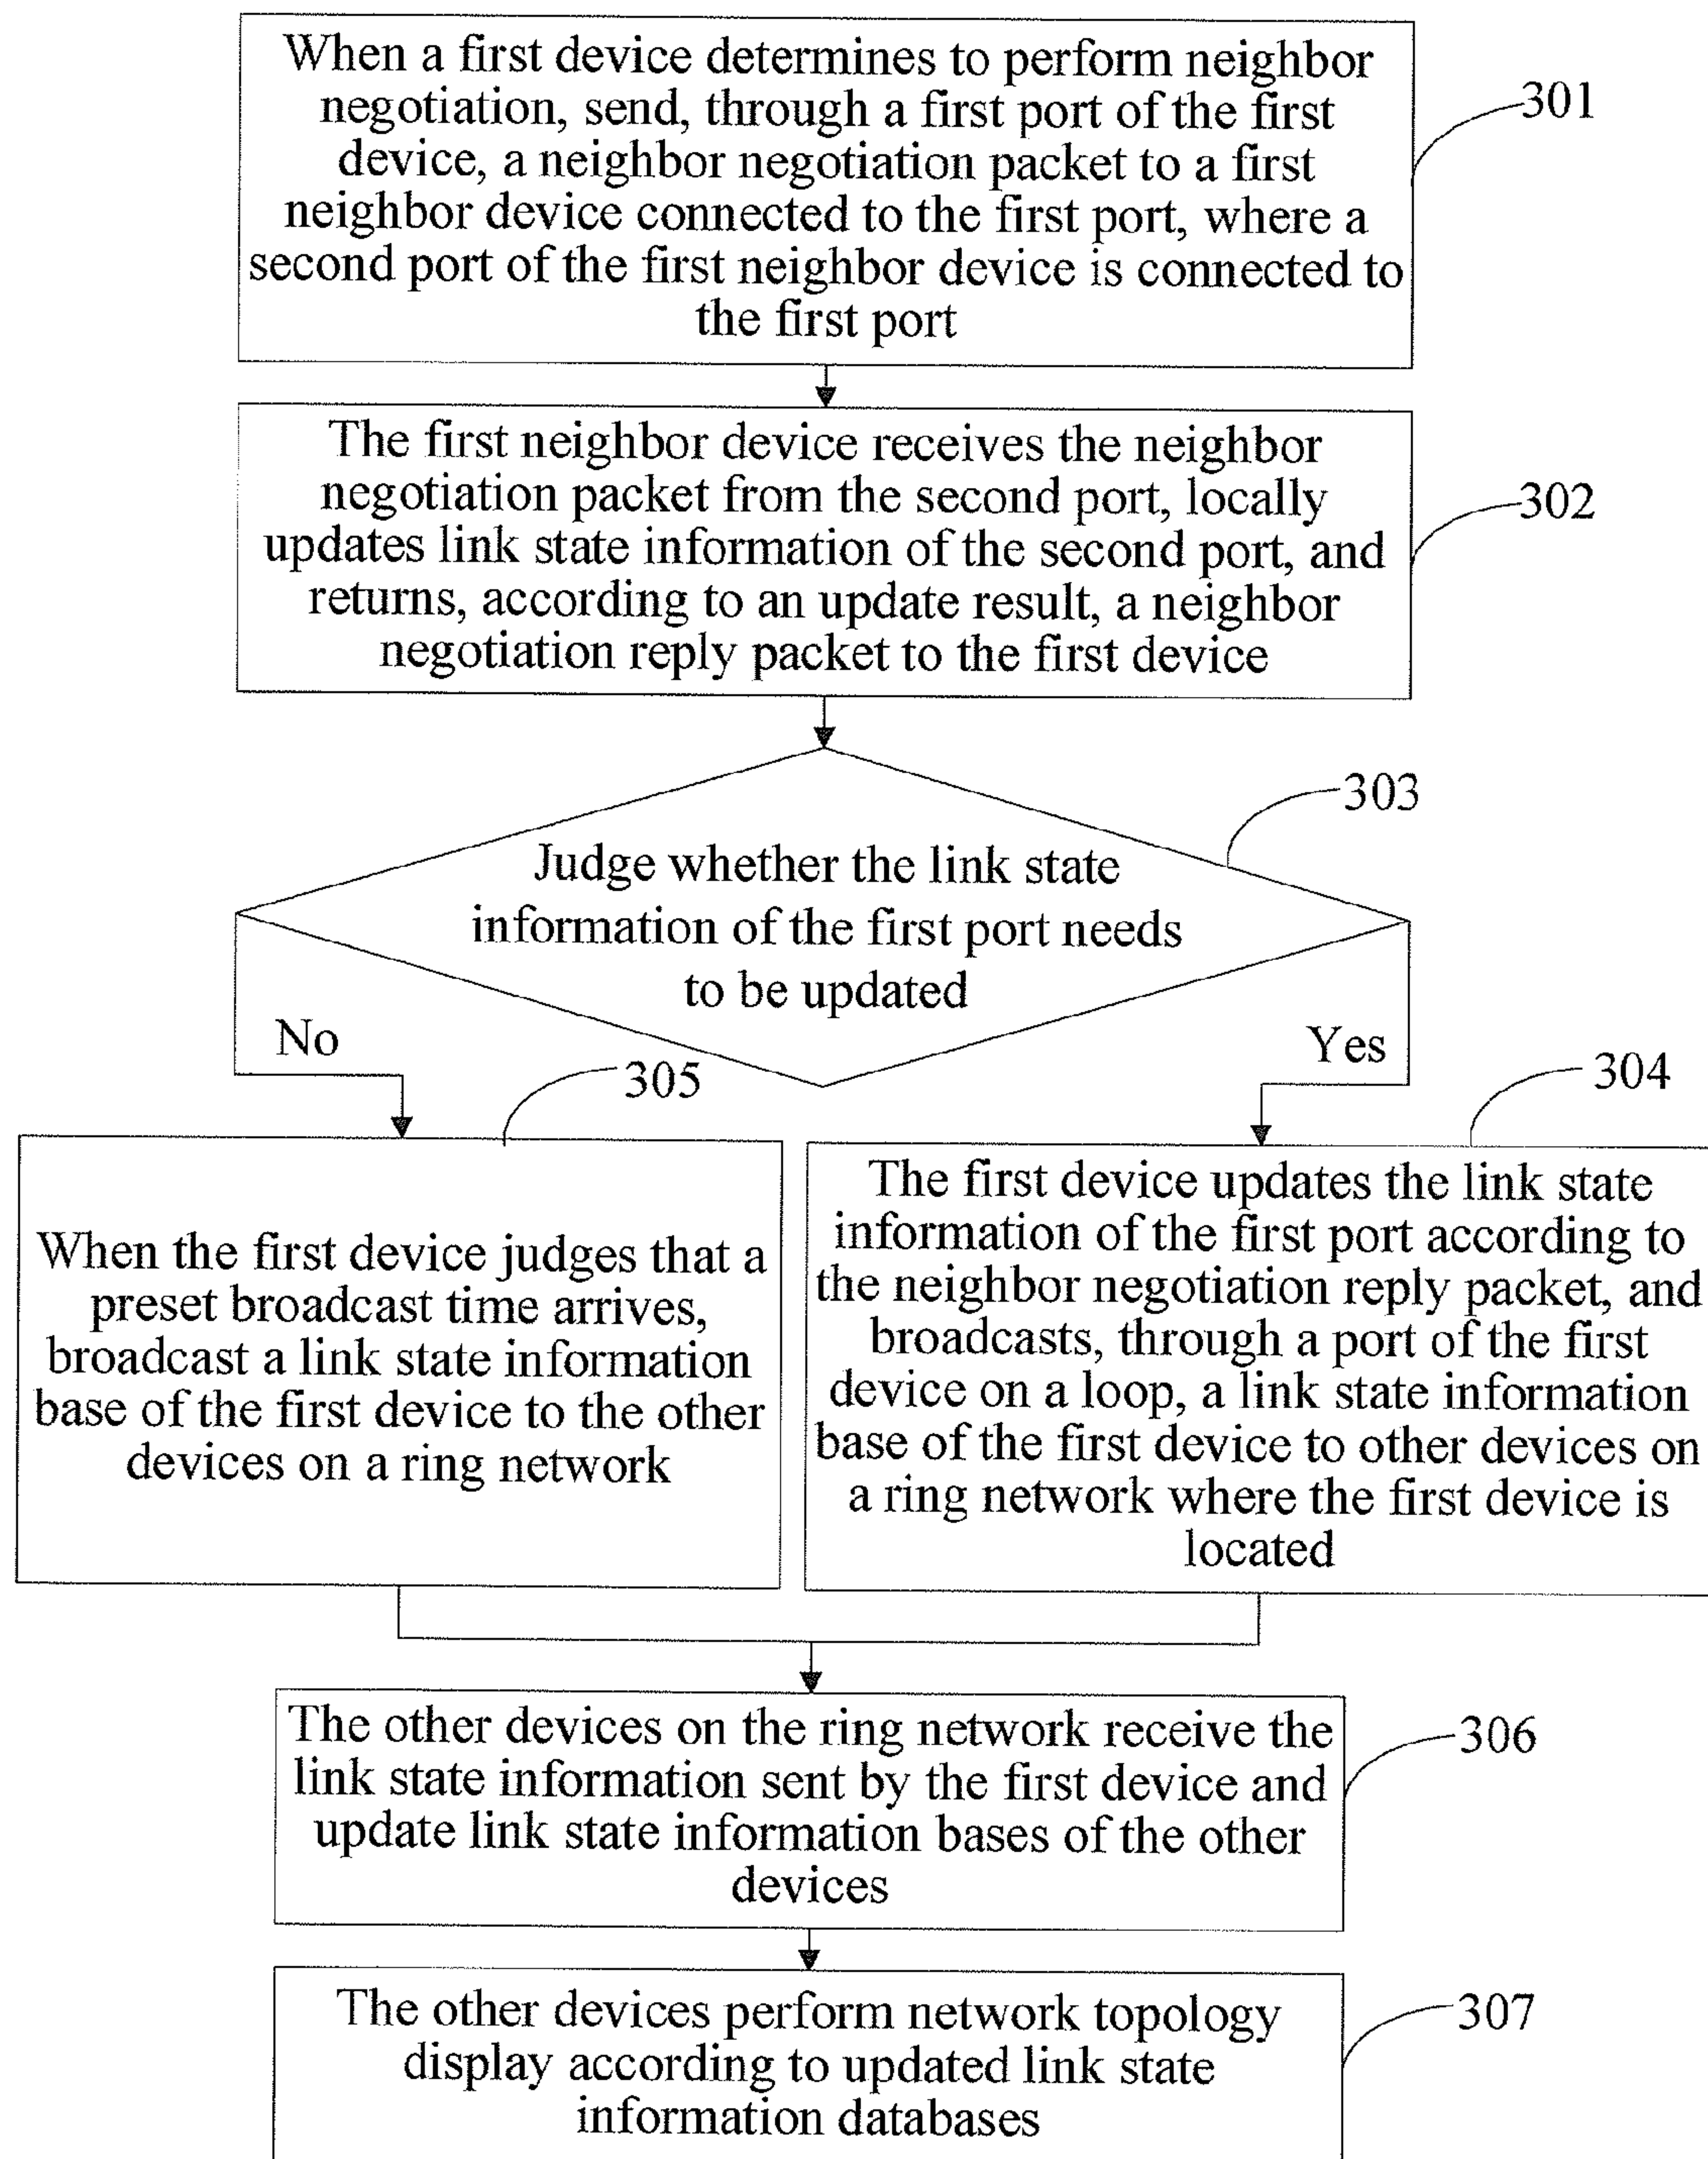 When a first device determines to perform neighbor
negotiation, send, through a first port of the first
device, a neighbor negotiation packet to a first
neighbor device connected to the first port, where a
second port of the first neighbor device is connected to
the first port
301
The first neighbor device receives the neighbor
negotiation packet from the second port, locally
updates link state information of the second port, and
returns, according to an update result, a neighbor
negotiation reply packet to the first device
302
303
Judge whether the link state
information of the first port needs
to be updated
No
Yes
305
304
When the first device judges that a
preset broadcast time arrives,
broadcast a link state information
base of the first device to the other
devices on a ring network
The first device updates the link state
information of the first port according to
the neighbor negotiation reply packet, and
broadcasts, through a port of the first
device on a loop, a link state information
base of the first device to other devices on
a ring network where the first device is
located
The other devices on the ring network receive the
link state information sent by the first device and
update link state information bases of the other
devices
306
The other devices perform network topology
display according to updated link state
information databases
307